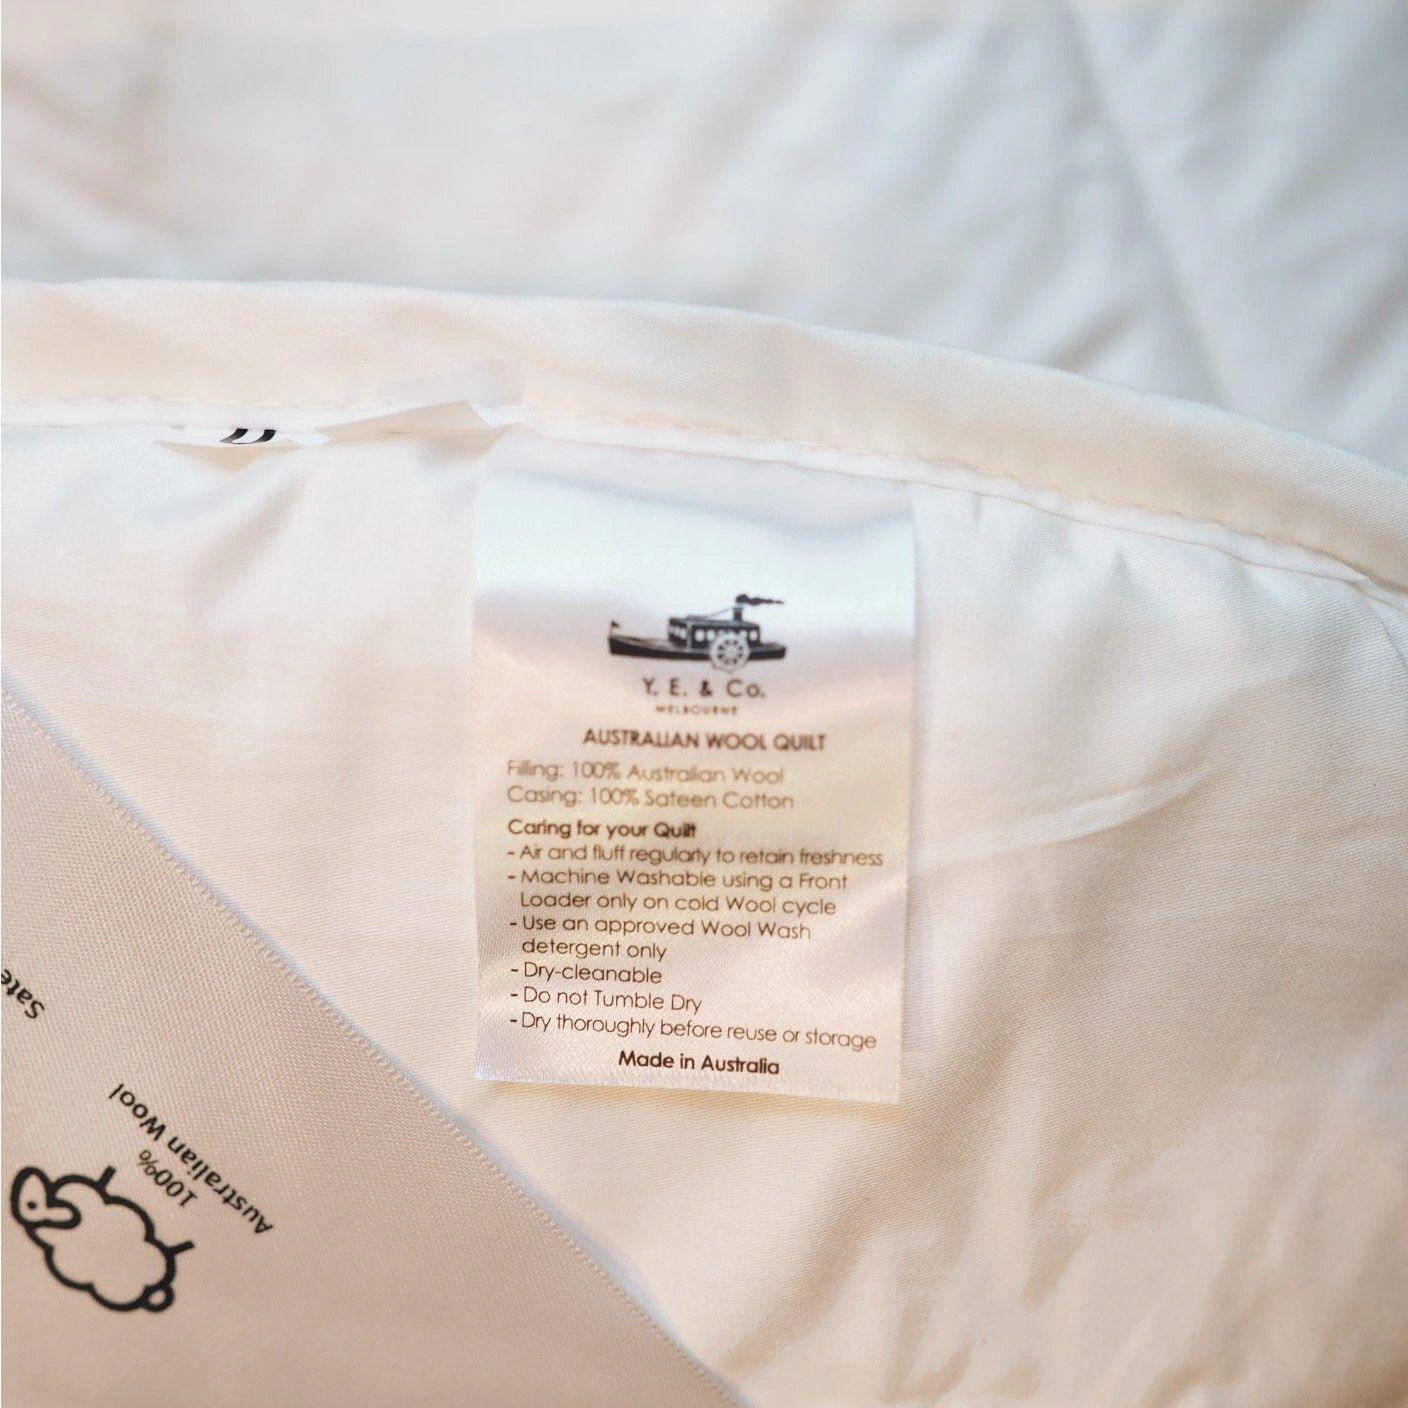 Y. E. & Co.
MELBOURNE
AUSTRALIAN WOOL QUILT
Filling: 100% Australian Wool
Casing: 100% Sateen Cotton
Caring for your Quilt
- Air and fluff regularly to retain freshness
- Machine Washable using a Front
Loader only on cold Wool cycle
- Use an approved Wool Wash
detergent only
- Dry-cleanable
- Do not Tumble Dry
- Dry thoroughly before reuse or storage
Made in Australia
100%
Australian Wool